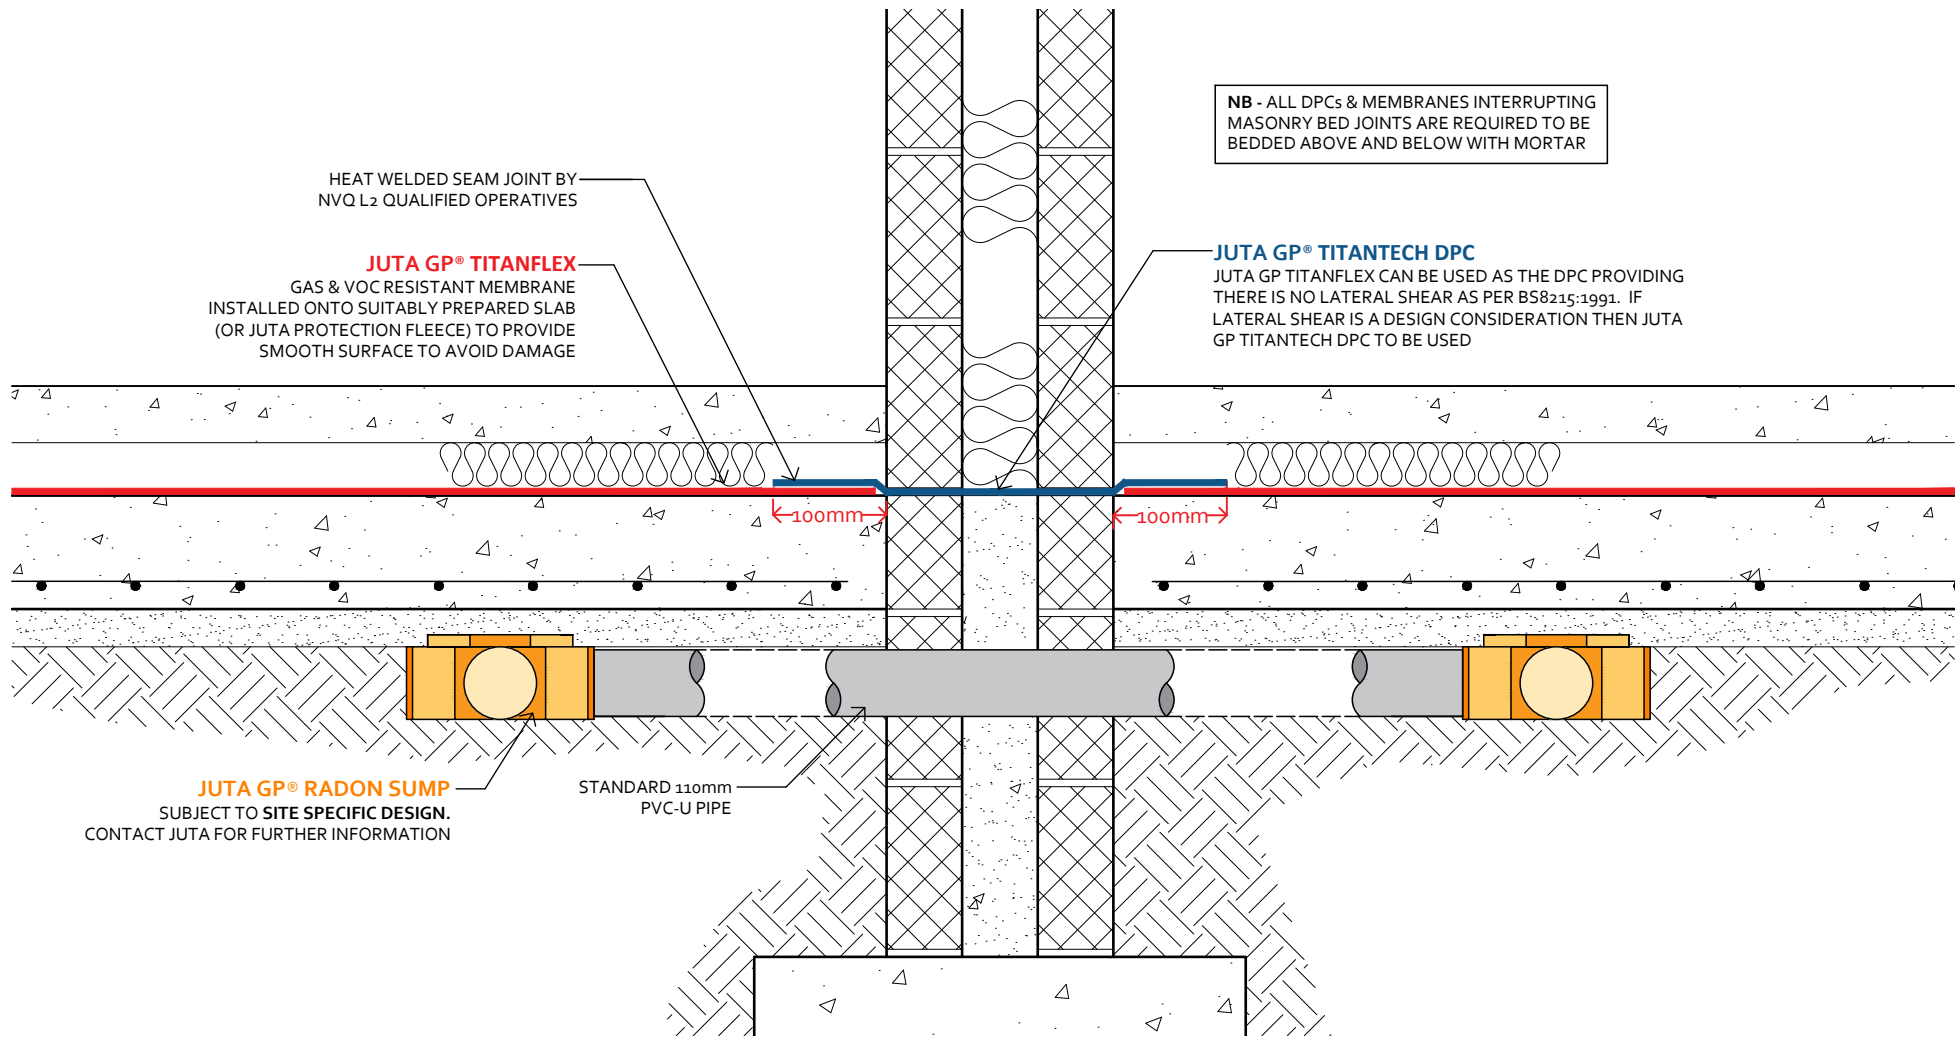 NB - ALL DPCs & MEMBRANES INTERRUPTING
MASONRY BED JOINTS ARE REQUIRED TO BE
BEDDED ABOVE AND BELOW WITH MORTAR
HEAT WELDED SEAM JOINT BY
NVQ L2 QUALIFIED OPERATIVES
JUTA GP® TITANFLEX
GAS & VOC RESISTANT MEMBRANE
INSTALLED ONTO SUITABLY PREPARED SLAB
(OR JUTA PROTECTION FLEECE) TO PROVIDE
SMOOTH SURFACE TO AVOID DAMAGE
JUTA GP® TITANTECH DPC
JUTA GP TITANFLEX CAN BE USED AS THE DPC PROVIDING
THERE IS NO LATERAL SHEAR AS PER BS8215:1991. IF
LATERAL SHEAR IS A DESIGN CONSIDERATION THEN JUTA
GP TITANTECH DPC TO BE USED
100mm
100mm
JUTA GP® RADON SUMP
SUBJECT TO SITE SPECIFIC DESIGN.
CONTACT JUTA FOR FURTHER INFORMATION
STANDARD 110mm
PVC-U PIPE